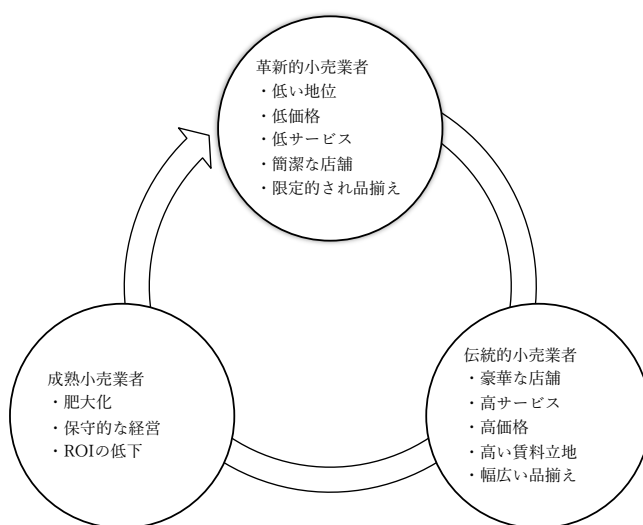 革新的小売業者
・低い地位
・低価格
・低サービス
・簡潔な店舗
・限定的され品揃え
伝統的小売業者
・豪華な店舗
・高サービス
・高価格
・高い賃料立地
・幅広い品揃え
成熟小売業者
・肥大化
・保守的な経営
・ROIの低下